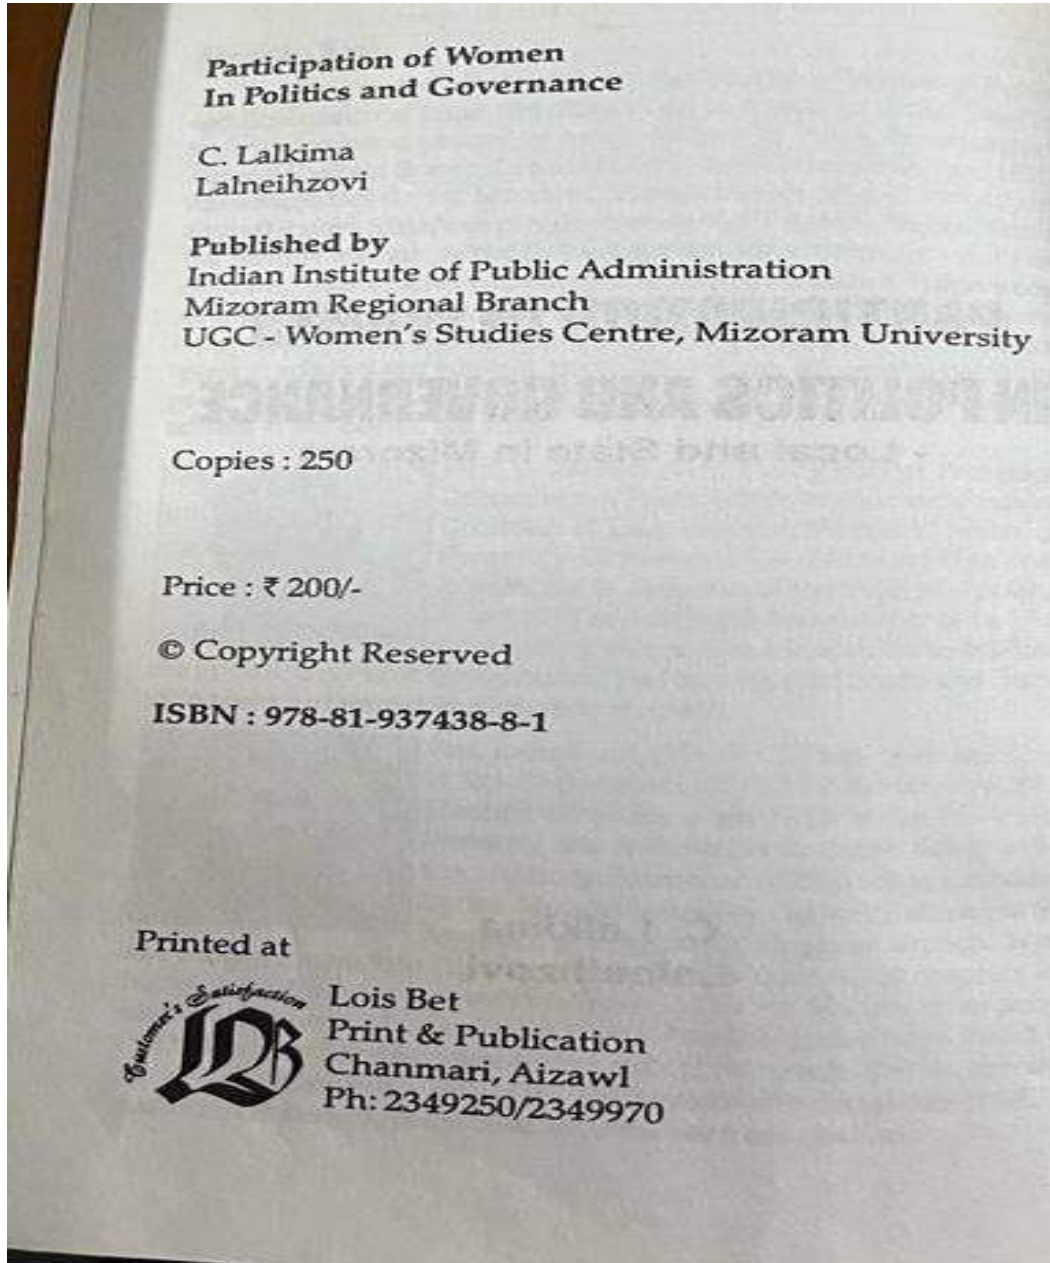 Participation of Women
In Politics and Governance
C. Lalkima
Lalneihzovi
Published by
Indian Institute of Public Administration
Mizoram Regional Branch
UGC - Women's Studies Centre, Mizoram University
Copies : 250
Price : ₹ 200/-
© Copyright Reserved
ISBN : 978-81-937438-8-1
Printed at
Customer's Satisfaction
LB
Lois Bet
Print & Publication
Chanmari, Aizawl
Ph: 2349250/2349970